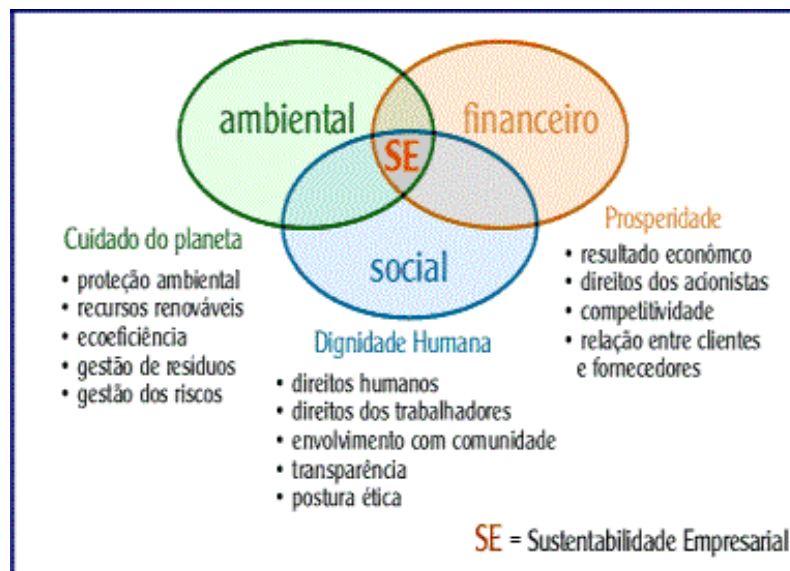 ambiental
financeiro
SE
social
Cuidado do planeta
• proteção ambiental
• recursos renováveis
• ecoeficiência
• gestão de resíduos
• gestão dos riscos
Dignidade Humana
• direitos humanos
• direitos dos trabalhadores
• envolvimento com comunidade
• transparência
• postura ética
Prosperidade
• resultado econômco
• direitos dos acionistas
• competitividade
• relação entre clientes
e fornecedores
SE = Sustentabilidade Empresarial